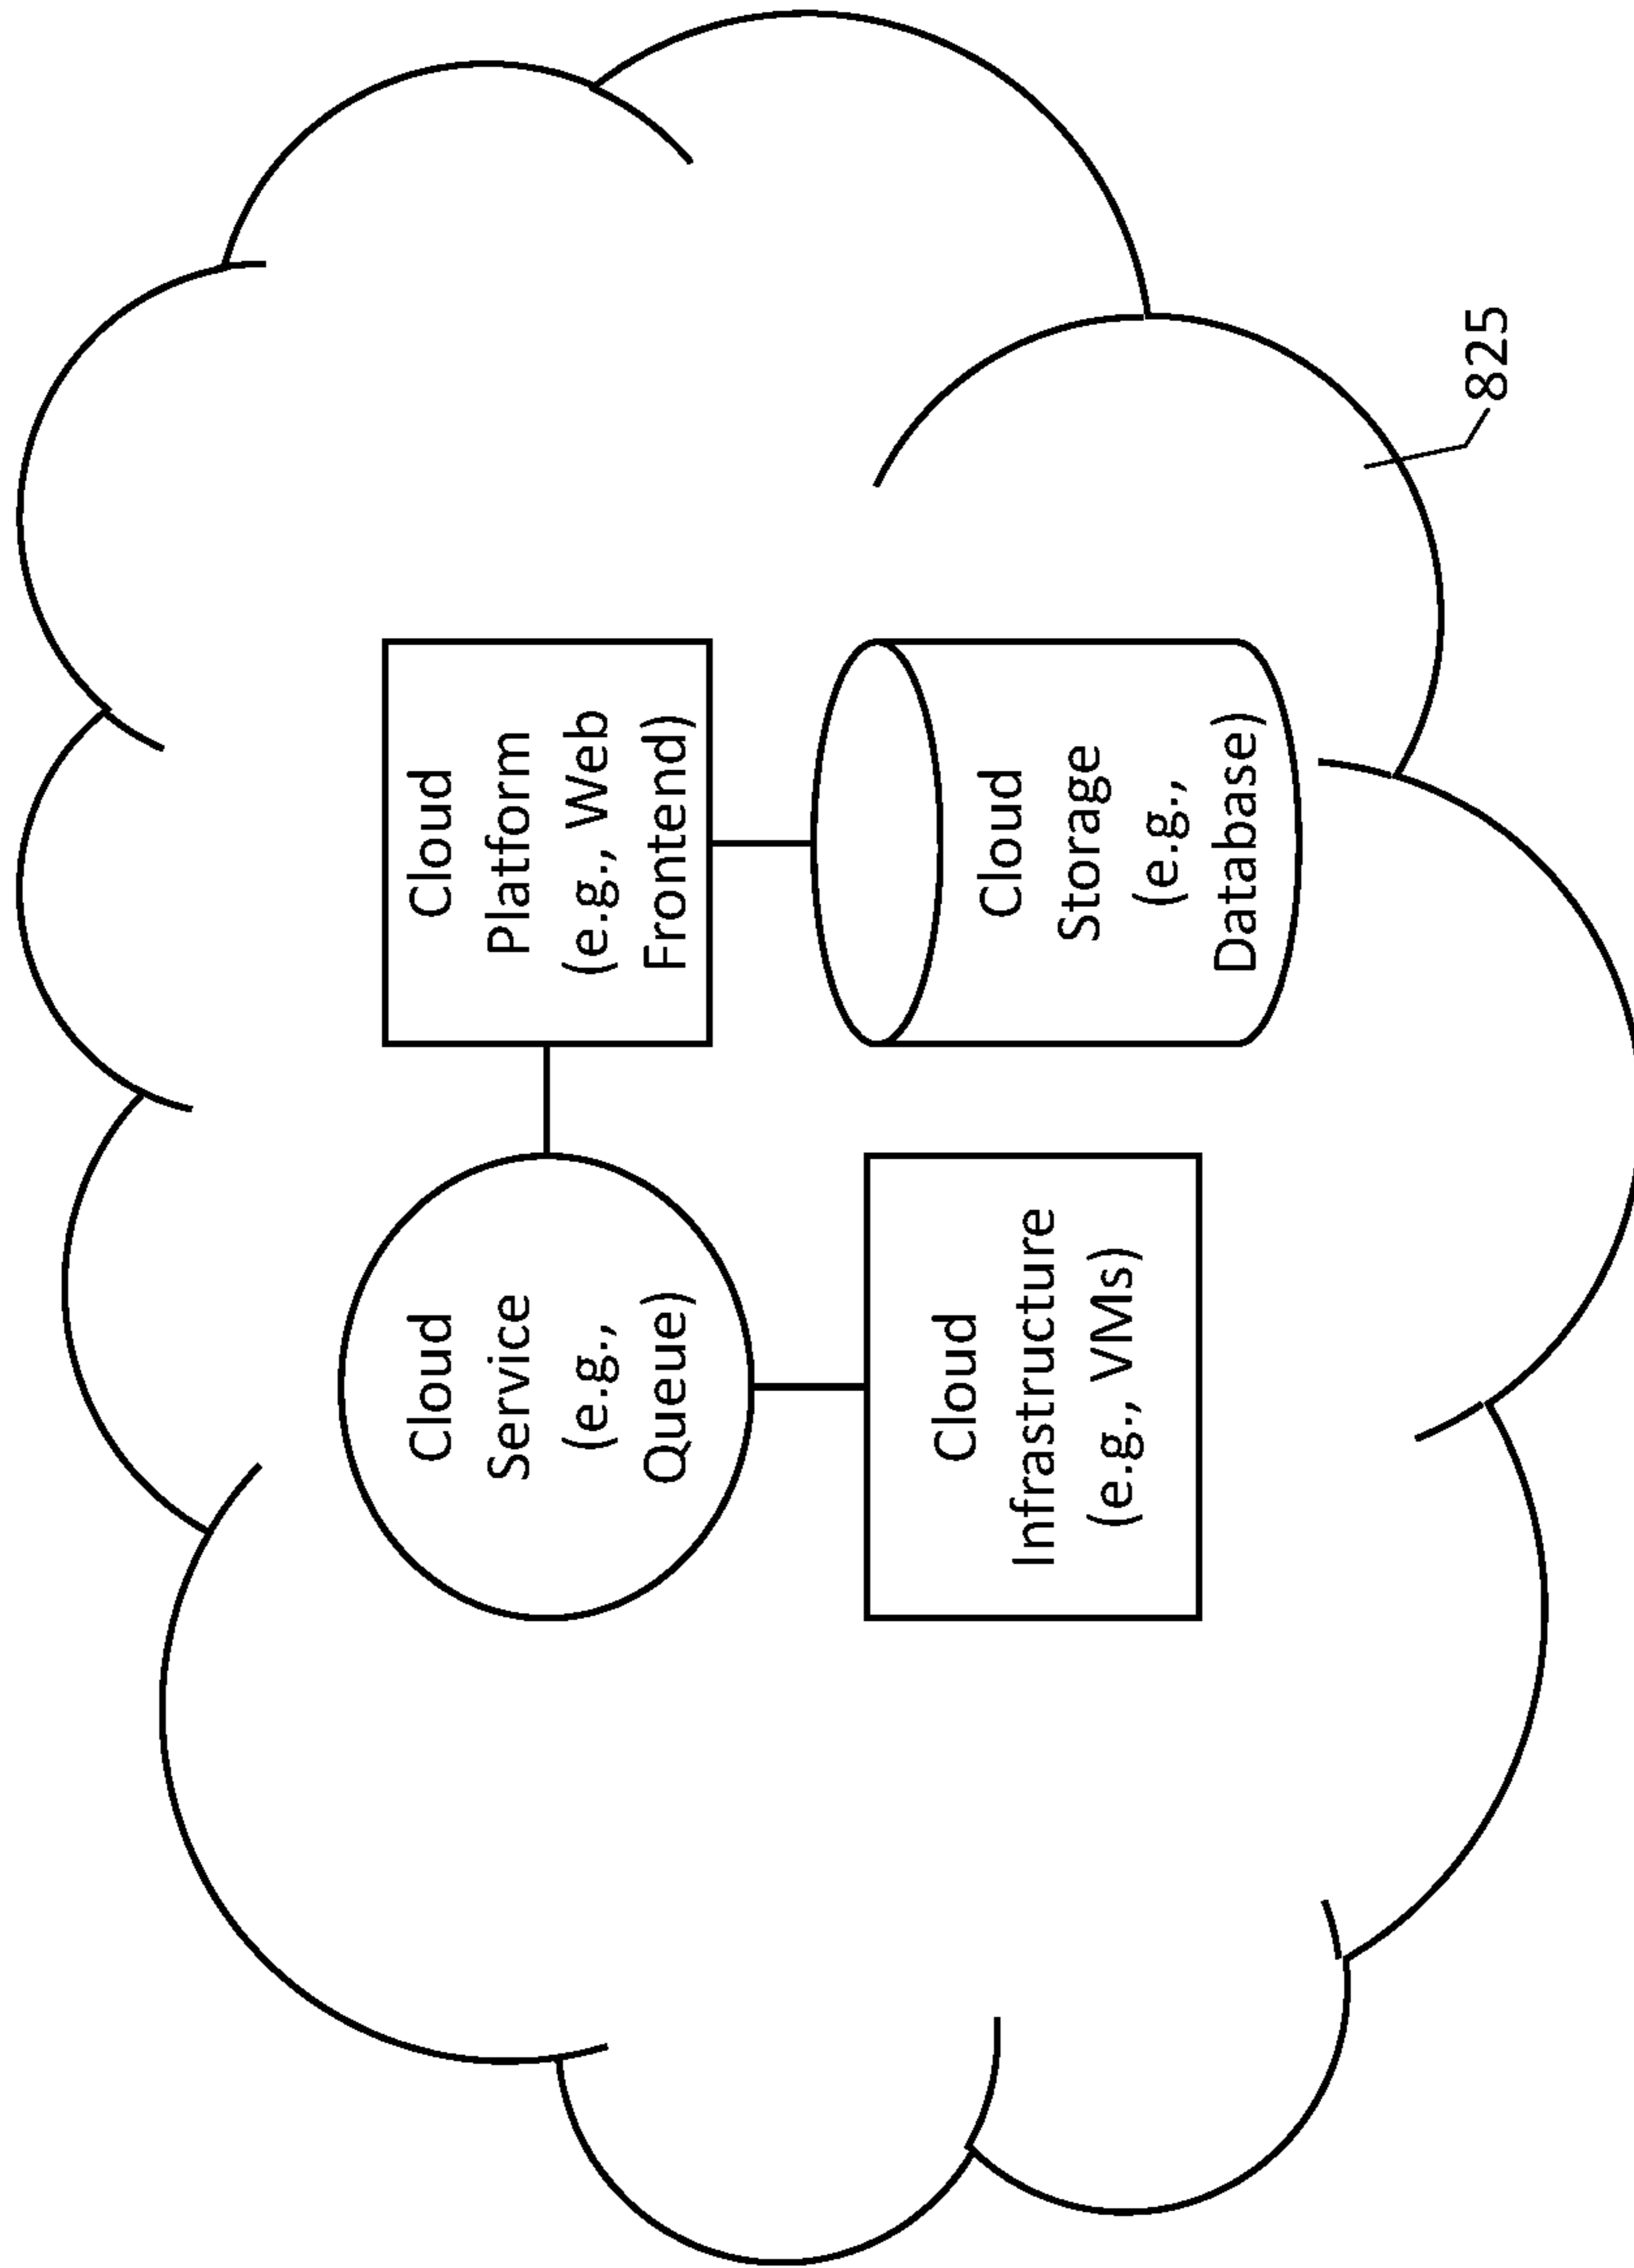 Cloud
Service
(e.g.,
Queue)
Cloud
Platform
(e.g., Web
Frontend)
Cloud
Infrastructure
(e.g., VMs)
Cloud
Storage
(e.g.,
Database)
825